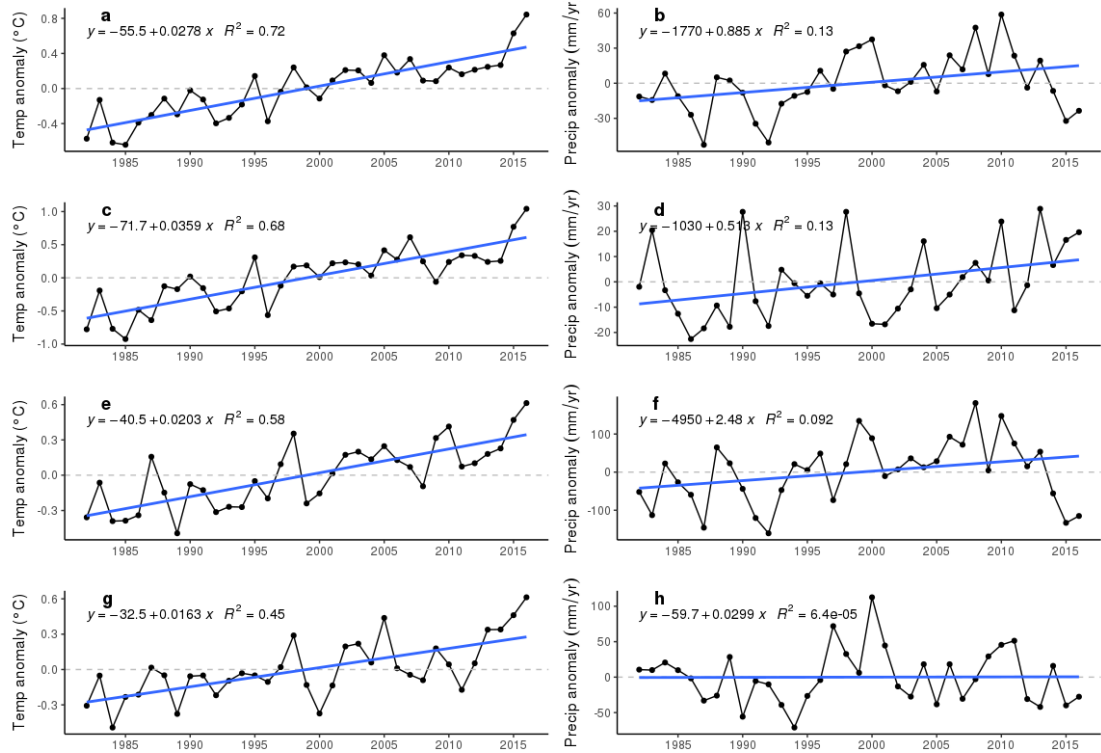 a
y = −55.5 + 0.0278 x R² = 0.72
Temp anomaly (°C)
0.8
0.4
0.0
-0.4
1985 1990 1995 2000 2005 2010 2015
b
y = −1770 + 0.885 x R² = 0.13
Precip anomaly (mm/yr)
60
30
0
-30
1985 1990 1995 2000 2005 2010 2015
c
y = −71.7 + 0.0359 x R² = 0.68
Temp anomaly (°C)
1.0
0.5
0.0
-0.5
-1.0
1985 1990 1995 2000 2005 2010 2015
d
y = −1030 + 0.513 x R² = 0.13
Precip anomaly (mm/yr)
30
20
10
0
-10
-20
1985 1990 1995 2000 2005 2010 2015
e
y = −40.5 + 0.0203 x R² = 0.58
Temp anomaly (°C)
0.6
0.3
0.0
-0.3
1985 1990 1995 2000 2005 2010 2015
f
y = −4950 + 2.48 x R² = 0.092
Precip anomaly (mm/yr)
100
0
-100
1985 1990 1995 2000 2005 2010 2015
g
y = −32.5 + 0.0163 x R² = 0.45
Temp anomaly (°C)
0.6
0.3
0.0
-0.3
1985 1990 1995 2000 2005 2010 2015
h
y = −59.7 + 0.0299 x R² = 6.4e-05
Precip anomaly (mm/yr)
100
50
0
-50
1985 1990 1995 2000 2005 2010 2015